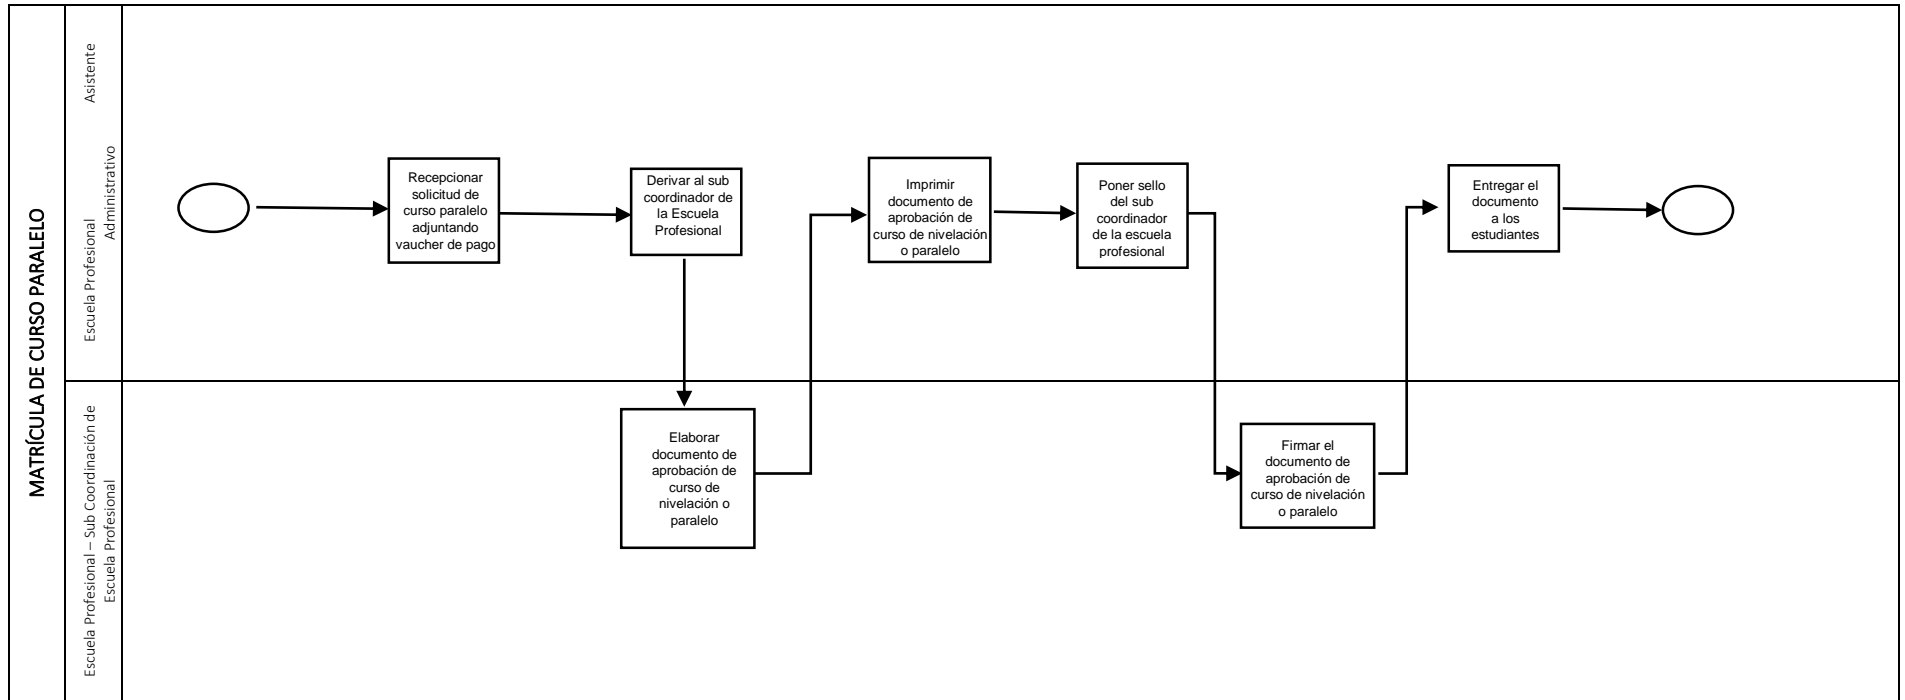 MATRÍCULA DE CURSO PARALELO
Escuela Profesional Asistente
Administrativo
Recepcionar
solicitud de
curso paralelo
adjuntando
vaucher de pago
Derivar al sub
coordinador de
la Escuela
Profesional
Imprimir
documento de
aprobación de
curso de nivelación
o paralelo
Poner sello
del sub
coordinador
de la escuela
profesional
Entregar el
documento
a los
estudiantes
Escuela Profesional – Sub Coordinación de
Escuela Profesional
Elaborar
documento de
aprobación de
curso de
nivelación o
paralelo
Firmar el
documento de
aprobación de
curso de nivelación
o paralelo